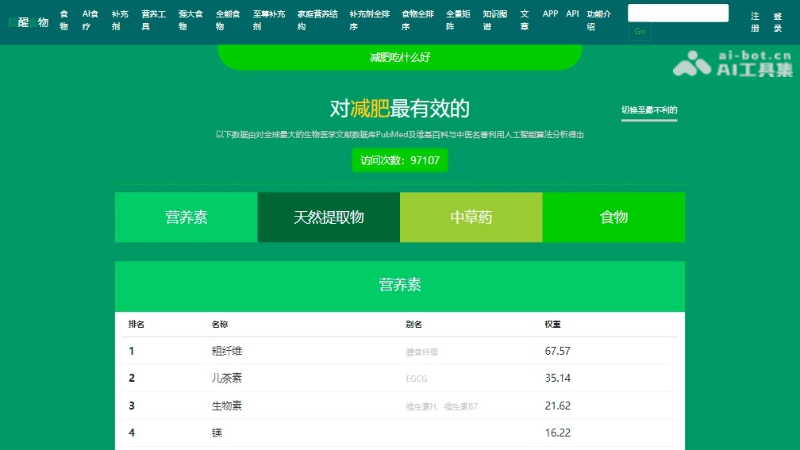 醒食物
食物 AI食疗 补充剂 营养工具 强大食物 全能食物 至尊补充剂 家庭营养结构 补充剂全排序 食物全排序 全景矩阵 知识图谱 文章 APP API 功能介绍
Go
注册 登录
减肥吃什么好
ai-bot.cn
AI工具集
对减肥最有效的
切换至最不利的
以下数据由对全球最大的生物医学文献数据库PubMed及维基百科与中医名著利用人工智能算法分析得出
访问次数：97107
营养素 天然提取物 中草药 食物
营养素
排名 名称 别名 权重
1 粗纤维 膳食纤维 67.57
2 儿茶素 EGCG 35.14
3 生物素 维生素H、维生素B7 21.62
4 镁 16.22